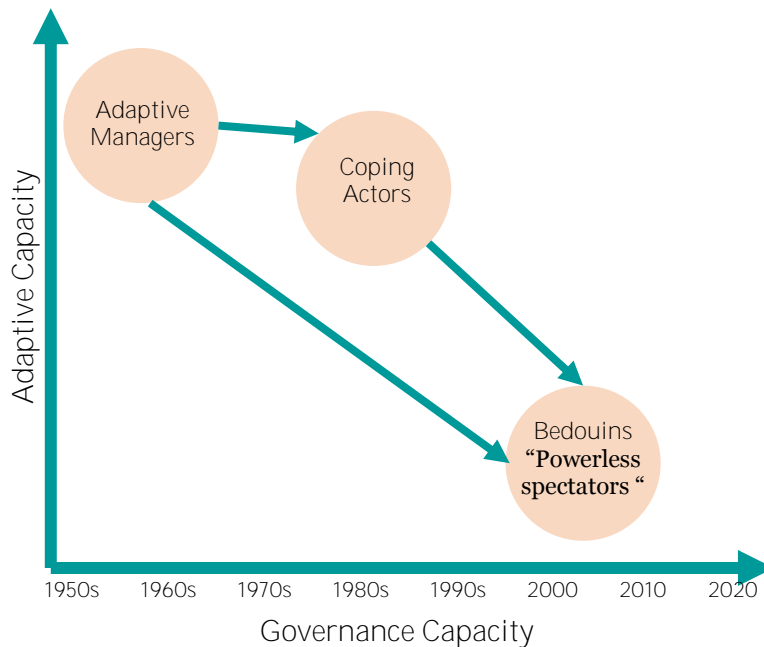 Adaptive
Managers
Coping
Actors
Adaptive Capacity
Bedouins
“Powerless
spectators “
1950s 1960s 1970s 1980s 1990s 2000 2010 2020
Governance Capacity